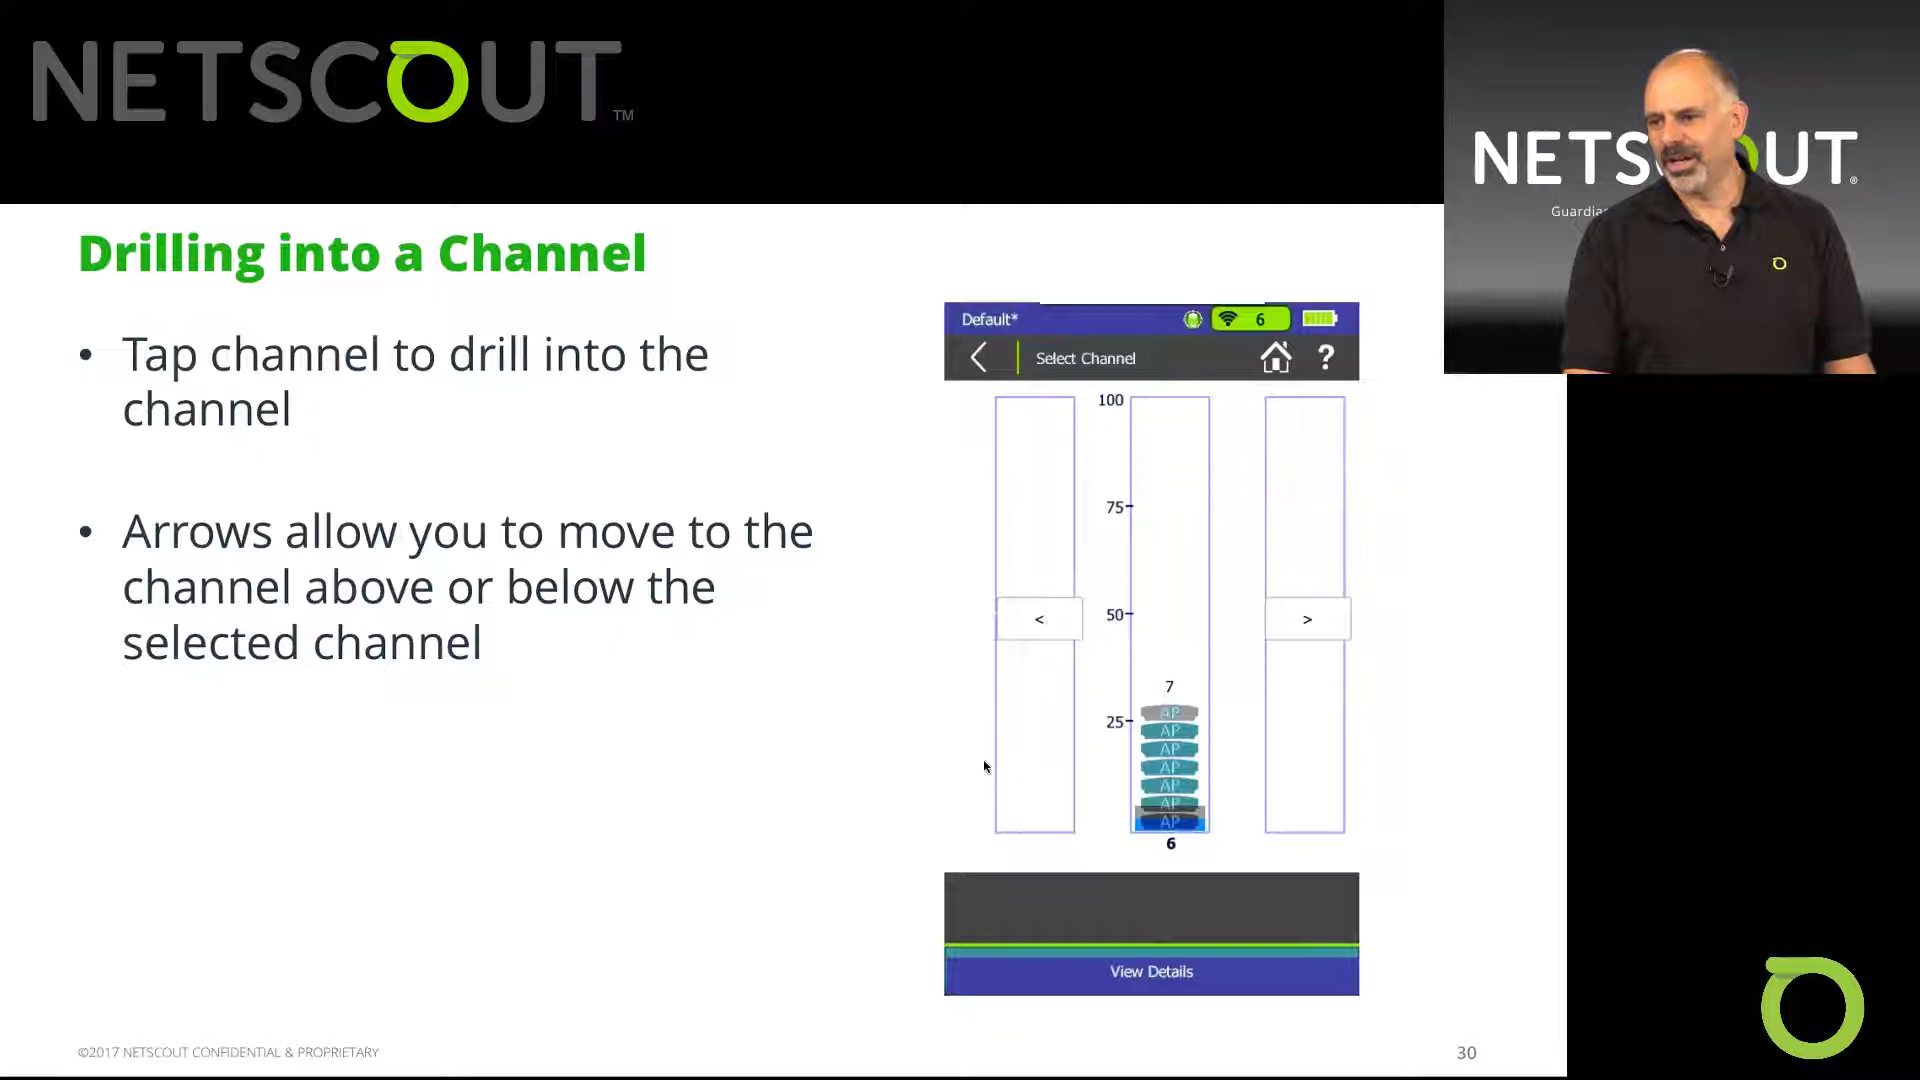 NETSCOUT™
NETSCOUT®
Guardia
Drilling into a Channel
• Tap channel to drill into the
channel
• Arrows allow you to move to the
channel above or below the
selected channel
Default*
6
Select Channel
?
100
75
50
25
<
>
7
AP
AP
AP
AP
AP
AP
AP
6
View Details
©2017 NETSCOUT CONFIDENTIAL & PROPRIETARY
30